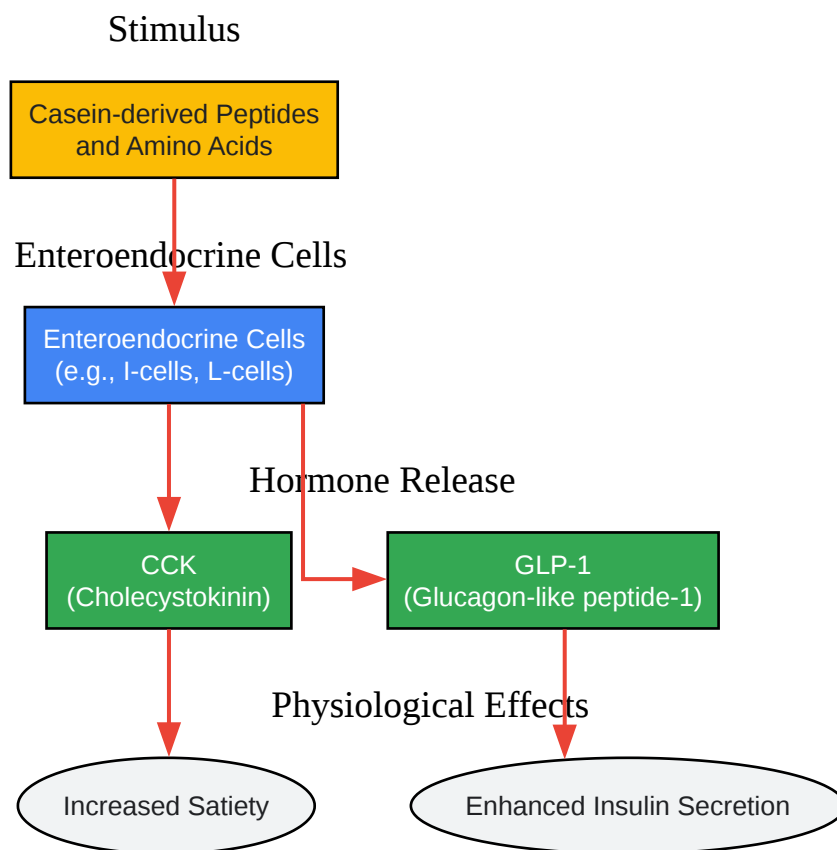 Stimulus
Casein-derived Peptides
and Amino Acids
Enteroendocrine Cells
Enteroendocrine Cells
(e.g., I-cells, L-cells)
Hormone Release
CCK
(Cholecystokinin)
GLP-1
(Glucagon-like peptide-1)
Physiological Effects
Increased Satiety
Enhanced Insulin Secretion